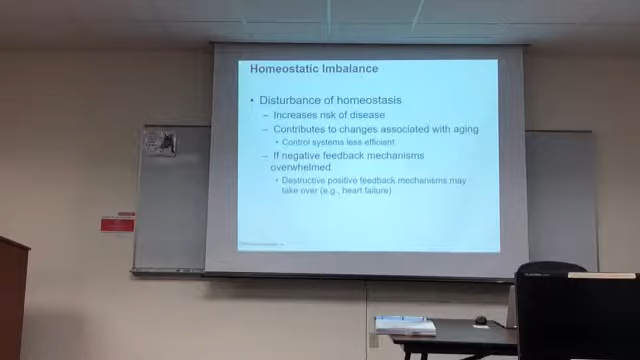 Homeostatic Imbalance
• Disturbance of homeostasis
– Increases risk of disease
– Contributes to changes associated with aging
• Control systems less efficient
– If negative feedback mechanisms
overwhelmed
• Destructive positive feedback mechanisms may
take over (e.g., heart failure)